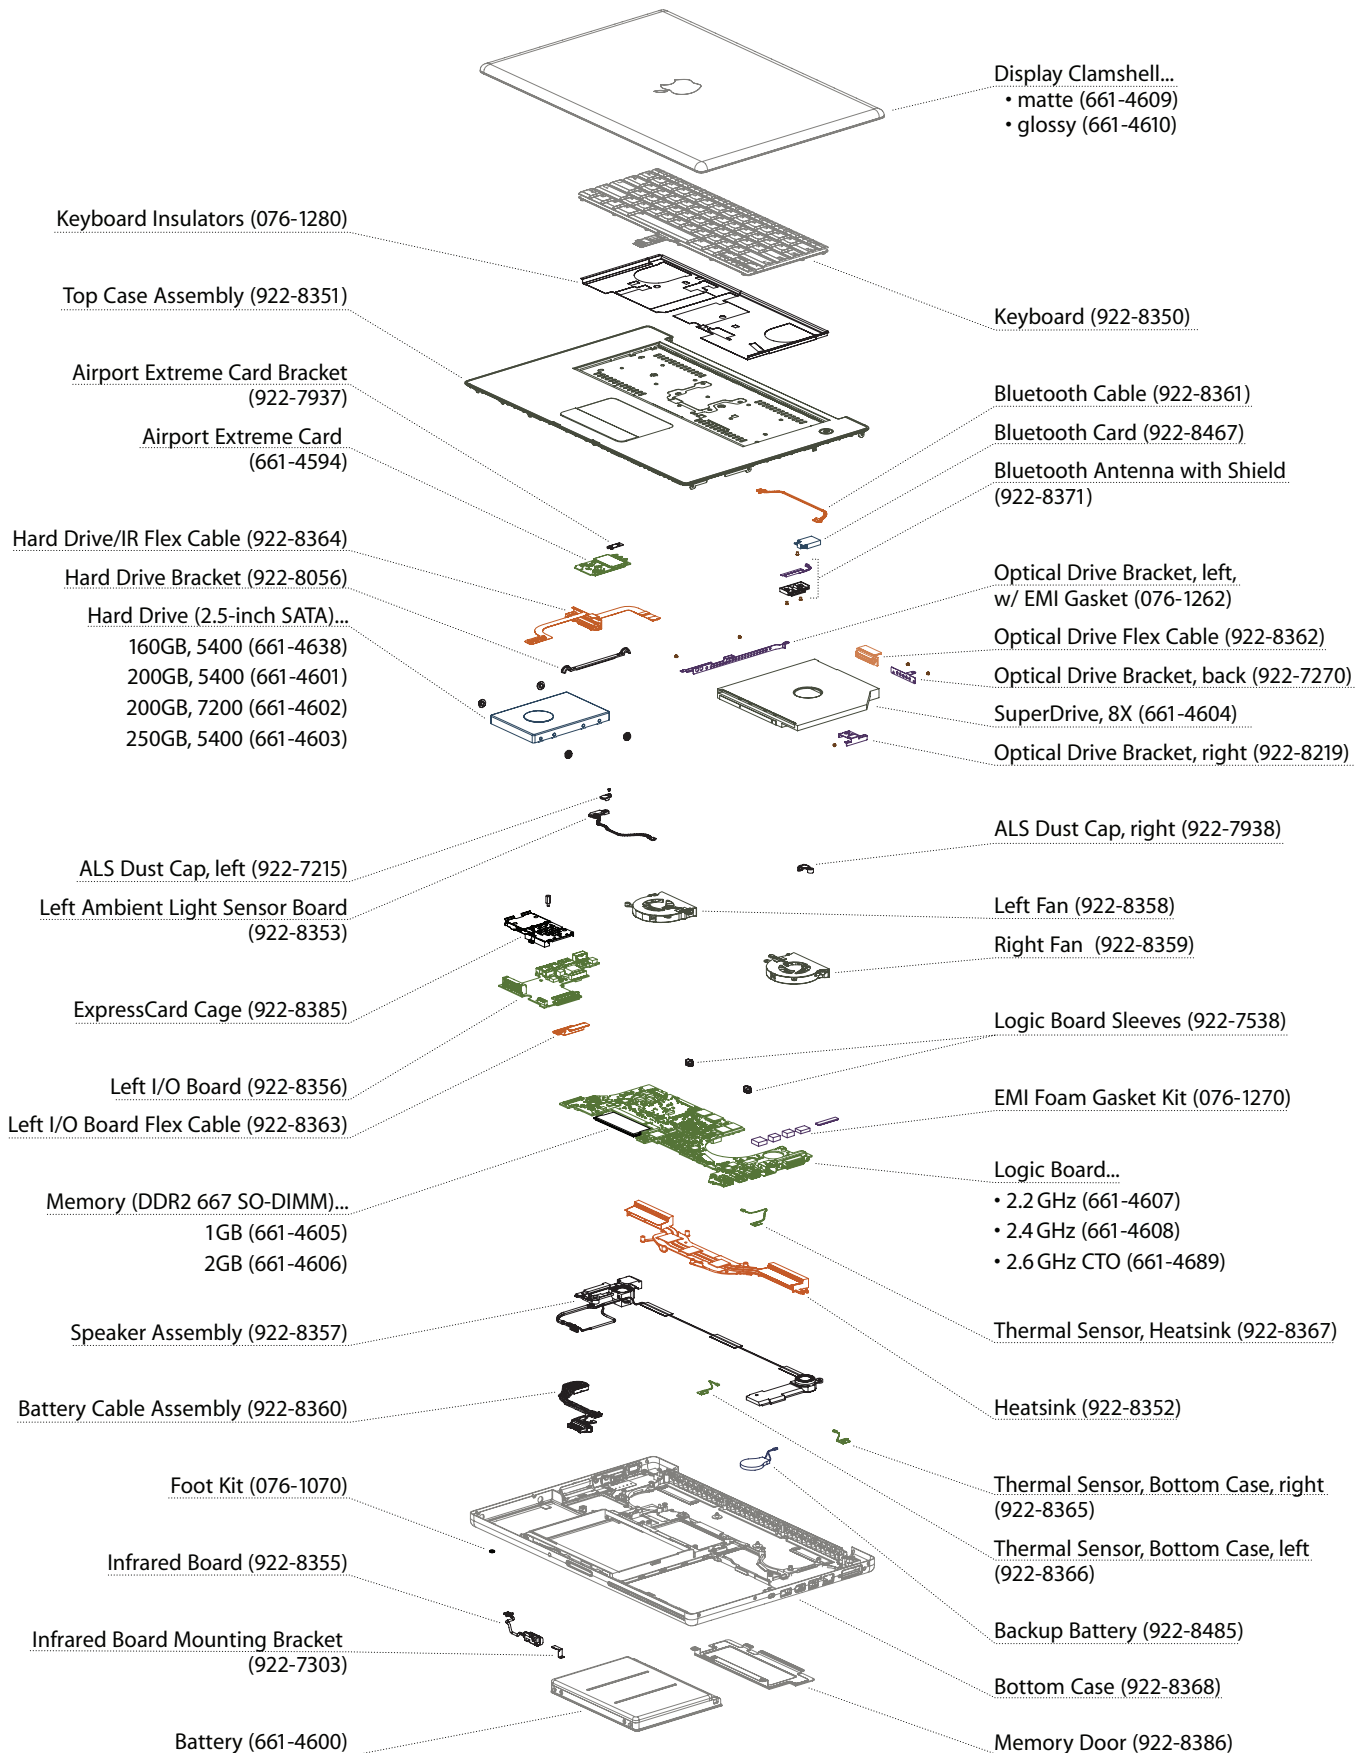 Display Clamshell...
• matte (661-4609)
• glossy (661-4610)
Keyboard Insulators (076-1280)
Top Case Assembly (922-8351)
Keyboard (922-8350)
Airport Extreme Card Bracket
(922-7937)
Airport Extreme Card
(661-4594)
Bluetooth Cable (922-8361)
Bluetooth Card (922-8467)
Bluetooth Antenna with Shield
(922-8371)
Hard Drive/IR Flex Cable (922-8364)
Hard Drive Bracket (922-8056)
Hard Drive (2.5-inch SATA)...
160GB, 5400 (661-4638)
200GB, 5400 (661-4601)
200GB, 7200 (661-4602)
250GB, 5400 (661-4603)
Optical Drive Bracket, left,
w/ EMI Gasket (076-1262)
Optical Drive Flex Cable (922-8362)
Optical Drive Bracket, back (922-7270)
SuperDrive, 8X (661-4604)
Optical Drive Bracket, right (922-8219)
ALS Dust Cap, left (922-7215)
Left Ambient Light Sensor Board
(922-8353)
ExpressCard Cage (922-8385)
Left I/O Board (922-8356)
Left I/O Board Flex Cable (922-8363)
ALS Dust Cap, right (922-7938)
Left Fan (922-8358)
Right Fan (922-8359)
Logic Board Sleeves (922-7538)
EMI Foam Gasket Kit (076-1270)
Logic Board...
• 2.2 GHz (661-4607)
• 2.4 GHz (661-4608)
• 2.6 GHz CTO (661-4689)
Memory (DDR2 667 SO-DIMM)...
1GB (661-4605)
2GB (661-4606)
Speaker Assembly (922-8357)
Battery Cable Assembly (922-8360)
Thermal Sensor, Heatsink (922-8367)
Heatsink (922-8352)
Foot Kit (076-1070)
Infrared Board (922-8355)
Infrared Board Mounting Bracket
(922-7303)
Battery (661-4600)
Thermal Sensor, Bottom Case, right
(922-8365)
Thermal Sensor, Bottom Case, left
(922-8366)
Backup Battery (922-8485)
Bottom Case (922-8368)
Memory Door (922-8386)